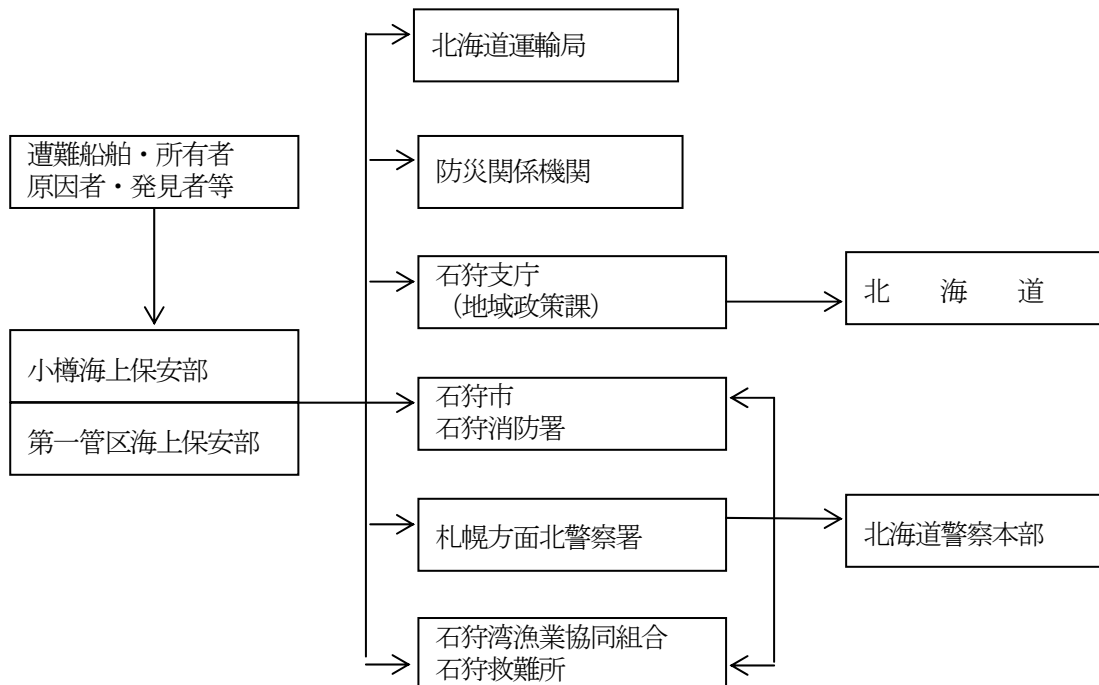 北海道運輸局
遭難船舶・所有者
原因者・発見者等
防災関係機関
石狩支庁
（地域政策課）
北　海　道
小樽海上保安部
第一管区海上保安部
石狩市
石狩消防署
札幌方面北警察署
北海道警察本部
石狩湾漁業協同組合
石狩救難所